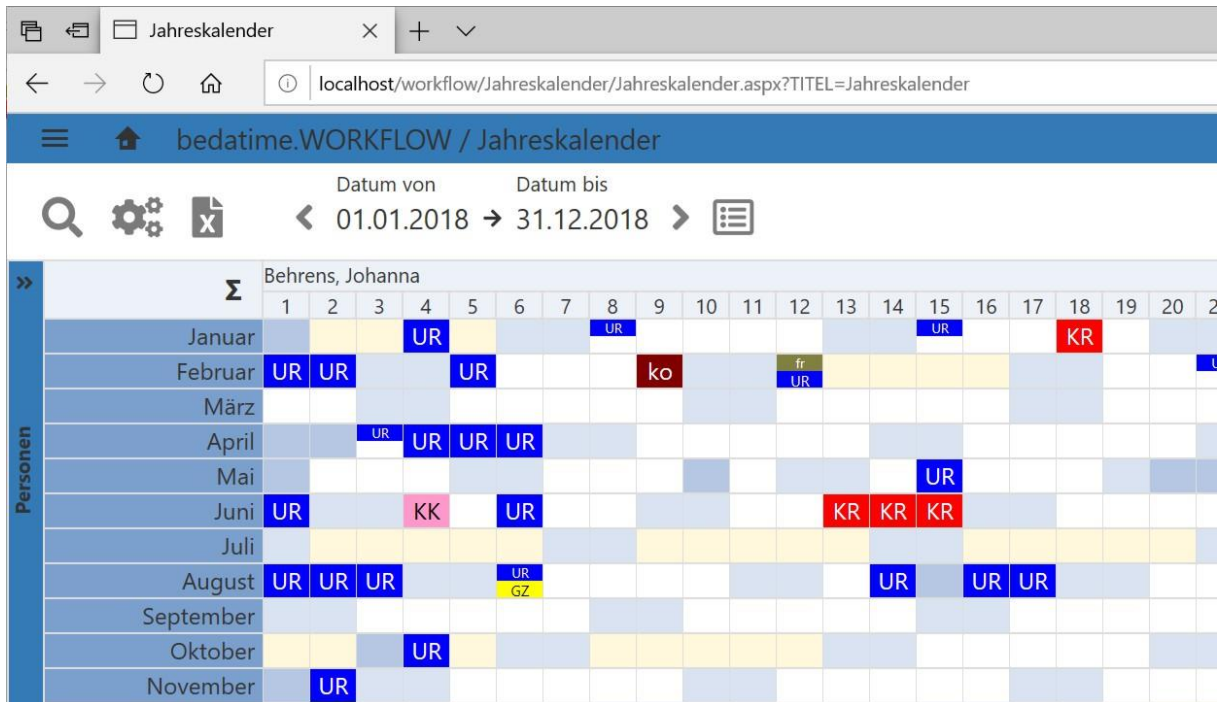 Jahreskalender
localhost/workflow/Jahreskalender/Jahreskalender.aspx?TITEL=Jahreskalender
bedatime.WORKFLOW / Jahreskalender
Datum von Datum bis
01.01.2018 → 31.12.2018
Behrens, Johanna
Σ 1 2 3 4 5 6 7 8 9 10 11 12 13 14 15 16 17 18 19 20 2
Personen
Januar UR UR UR KR
Februar UR UR UR ko fr UR
März
April UR UR UR UR
Mai UR
Juni UR KK UR KR KR KR
Juli
August UR UR UR UR GZ UR UR UR
September
Oktober UR
November UR